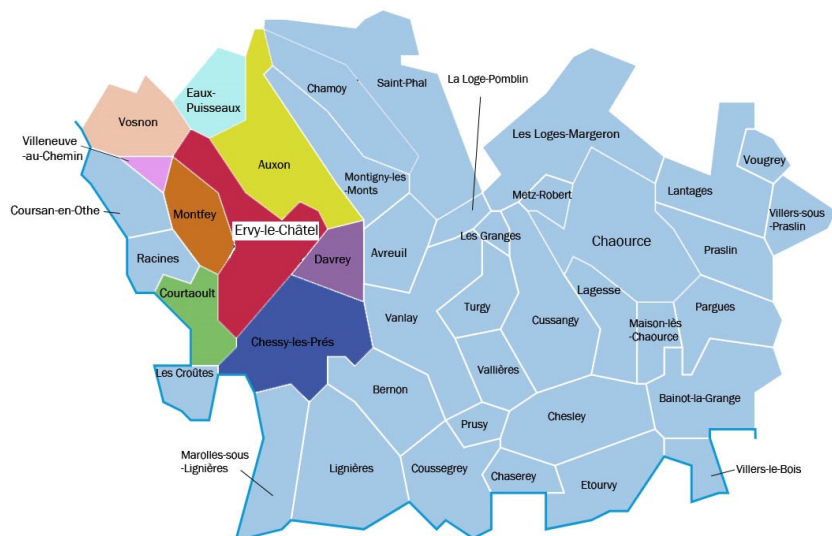 La Loge-Pomblin
Saint-Phal
Chamoy
Eaux-
Puisseaux
Vosnon
Les Loges-Margeron
Villeneuve
-au-Chemin
Auxon
Vougrey
Montigny-les
-Monts
Metz-Robert
Lantages
Coursan-en-Othe
Montfey
Villers-sous
-Praslin
Ervy-le-Châtel
Les Granges
Chaource
Avreuil
Praslin
Racines
Davrey
Courtaoult
Lagesse
Turgy
Pargues
Vanlay
Cussangy
Maison-lès
-Chaource
Chessy-les-Prés
Les Croûtes
Vallières
Bernon
Bainot-la-Grange
Prusy
Chesley
Marolles-sous
-Lignières
Lignières
Coussegrey
Chaserey
Etourvy
Villers-le-Bois